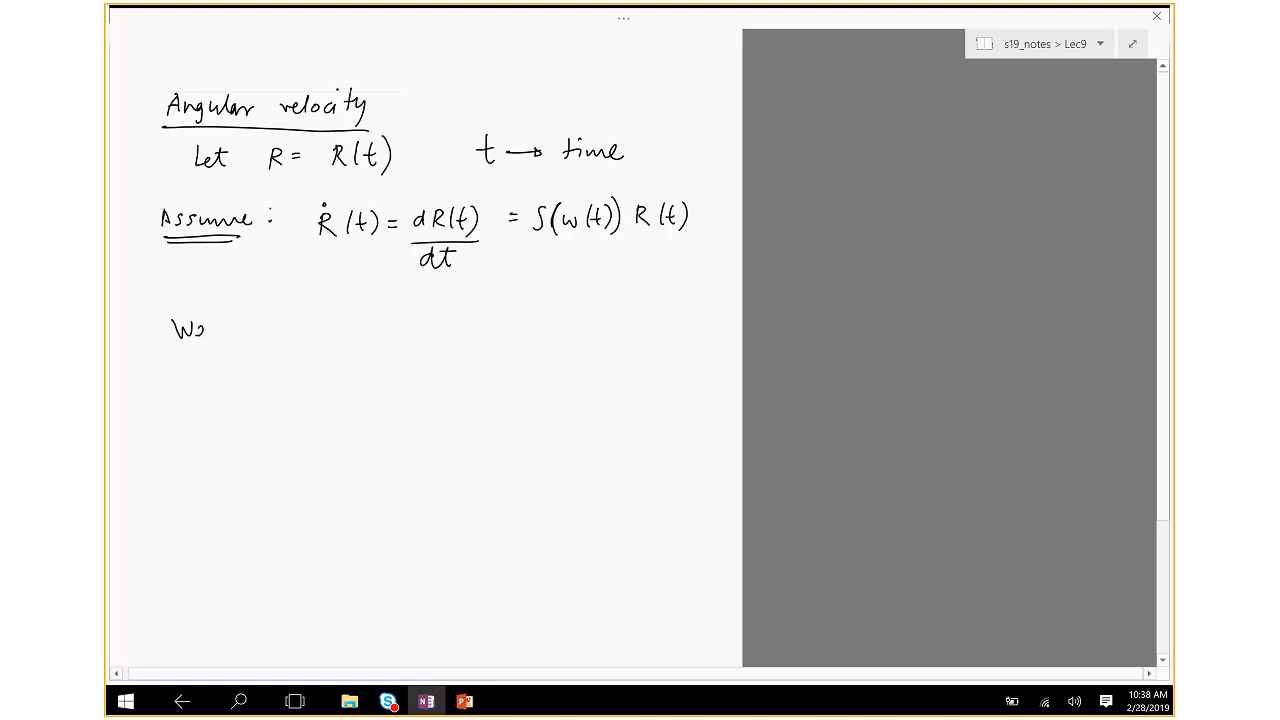 ...
s19_notes > Lec9
Angular velocity
Let R = R(t) t → time
Assume : Ṙ(t) = dR(t)/dt = S(w(t)) R(t)
10:38 AM
2/28/2019